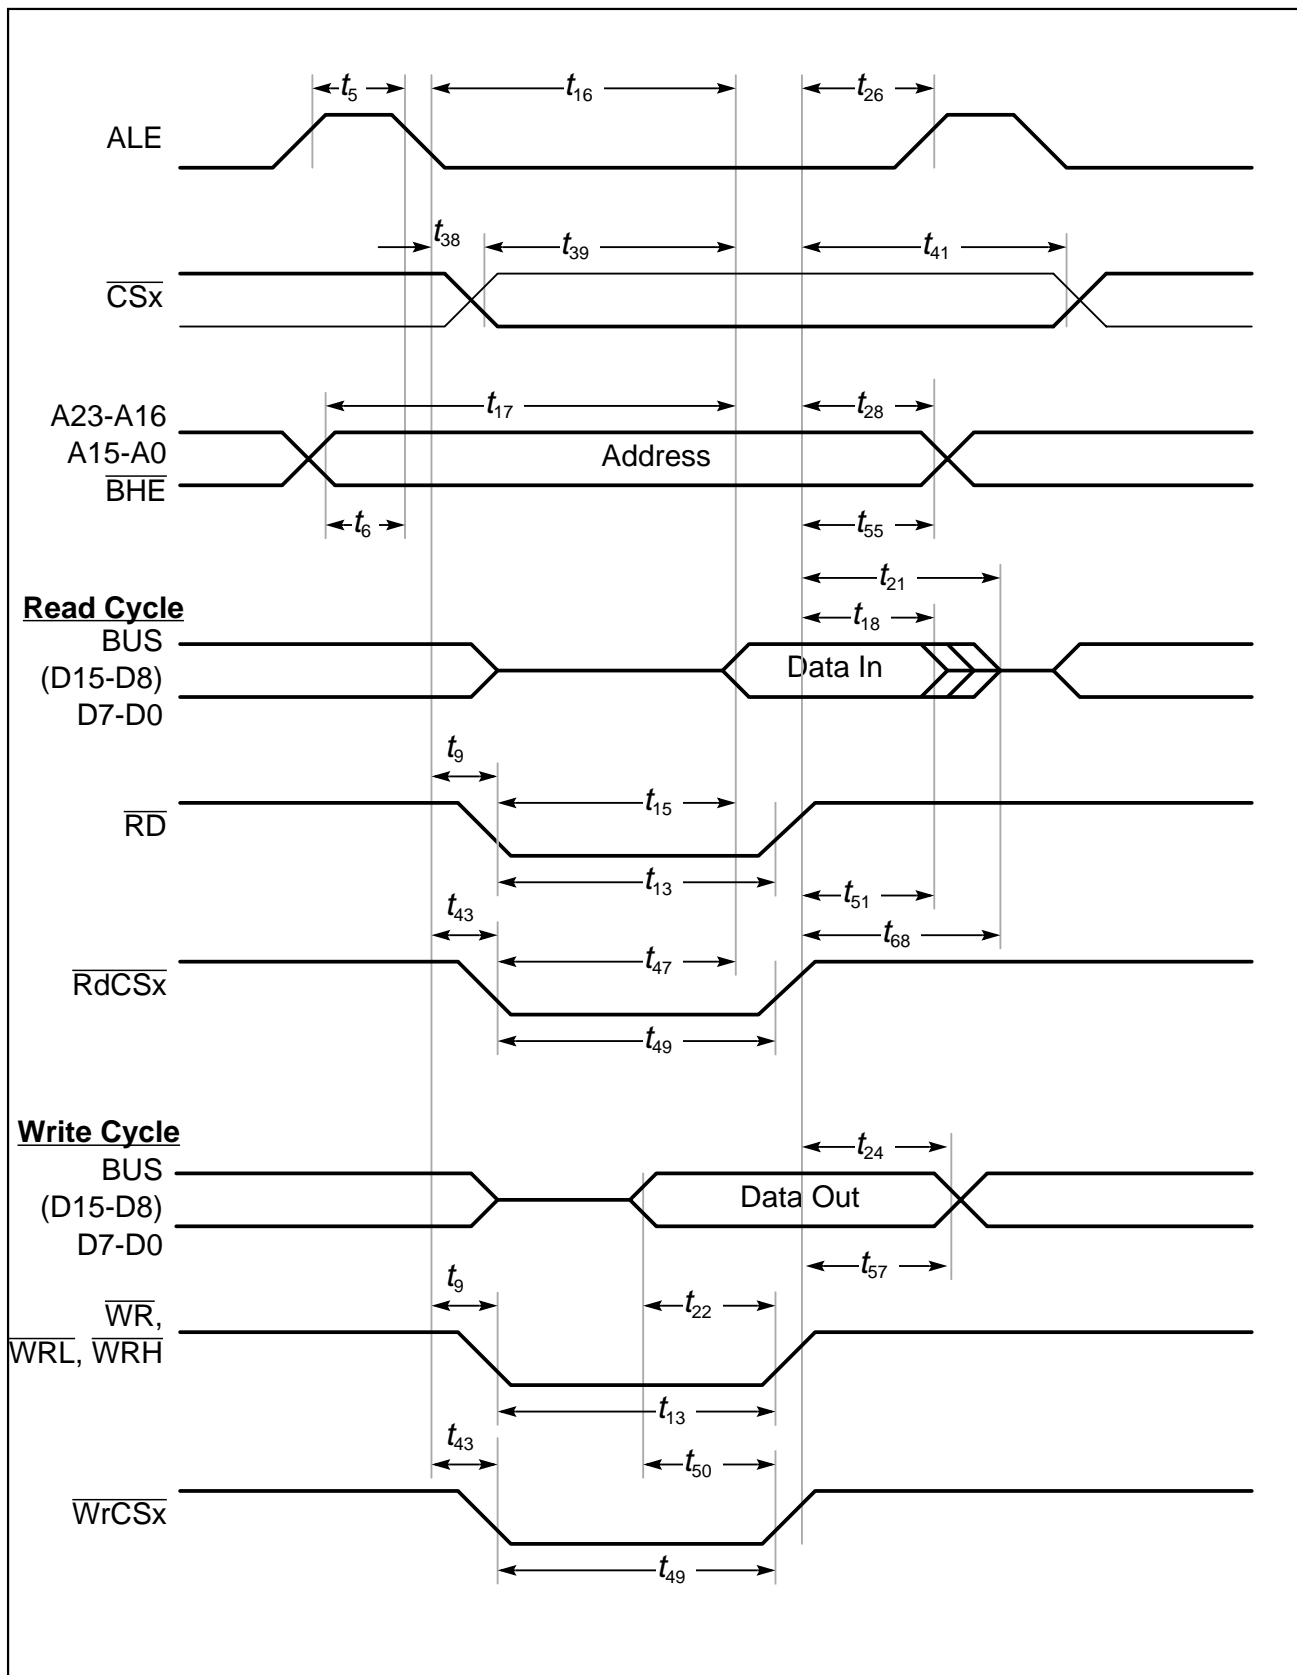 t5 t16 t26
ALE
t38 t39 t41
CSx
t17 t28
A23-A16
A15-A0
BHE
Address
t6 t55
t21
Read Cycle
t18
BUS
(D15-D8)
D7-D0
Data In
t9
t15
RD
t13
t51
t43
t68
t47
RdCSx
t49
Write Cycle
t24
BUS
(D15-D8)
D7-D0
Data Out
t57
t9
t22
WR,
WRL, WRH
t13
t43
t50
WrCSx
t49